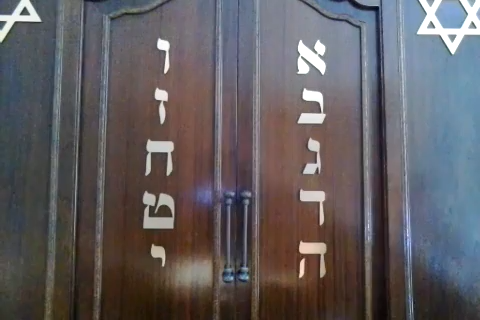 א ב ג ד ה
ו ז ח ט י